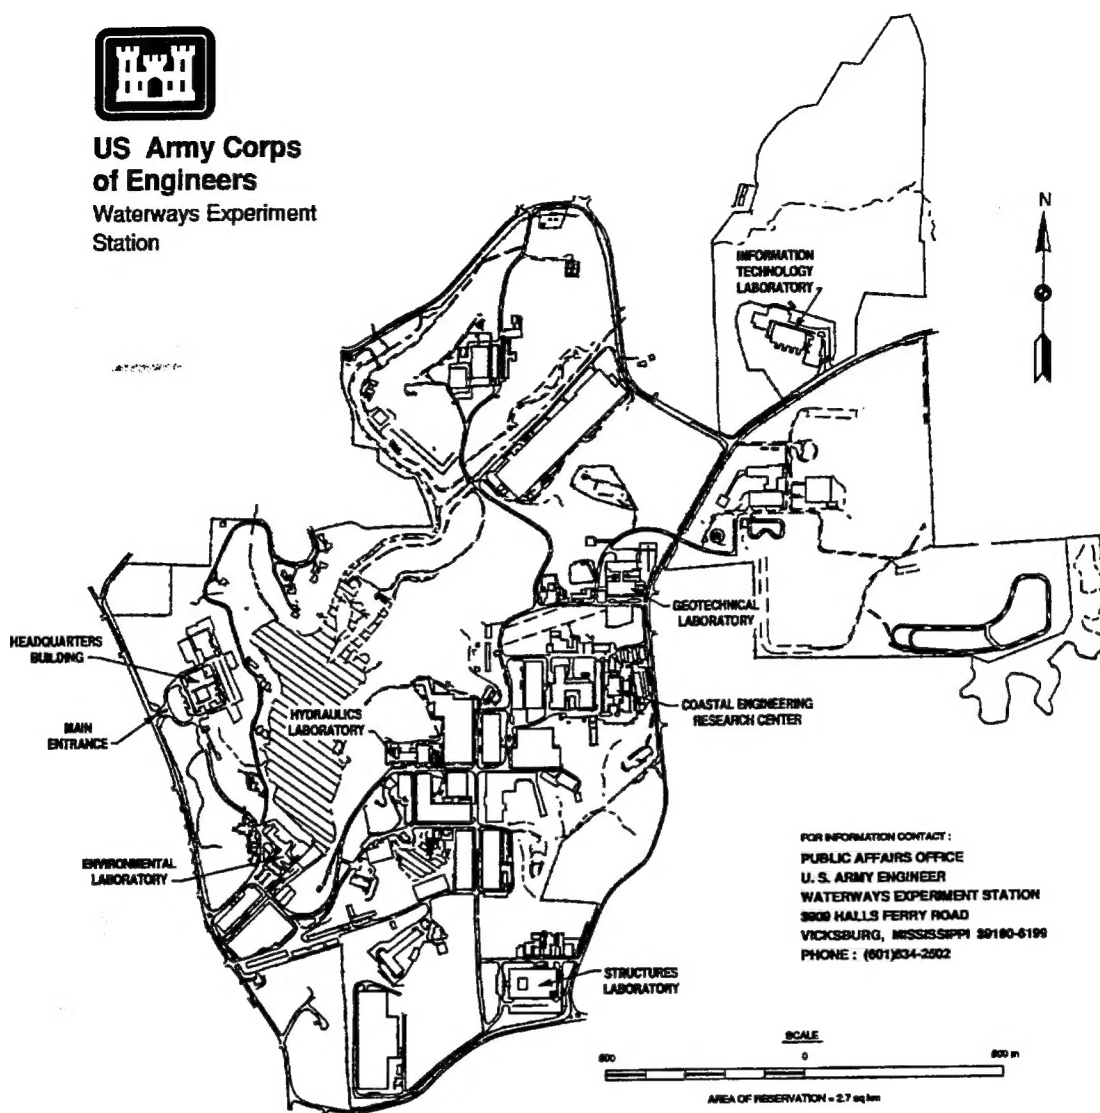 US Army Corps
of Engineers
Waterways Experiment
Station
N
INFORMATION
TECHNOLOGY
LABORATORY
GEOTECHNICAL
LABORATORY
HEADQUARTERS
BUILDING
MAIN
ENTRANCE
HYDRAULICS
LABORATORY
COASTAL ENGINEERING
RESEARCH CENTER
ENVIRONMENTAL
LABORATORY
STRUCTURES
LABORATORY
FOR INFORMATION CONTACT :
PUBLIC AFFAIRS OFFICE
U. S. ARMY ENGINEER
WATERWAYS EXPERIMENT STATION
3909 HALLS FERRY ROAD
VICKSBURG, MISSISSIPPI 39180-6199
PHONE : (601)634-2502
SCALE
0
AREA OF RESERVATION = 2.7 sq km